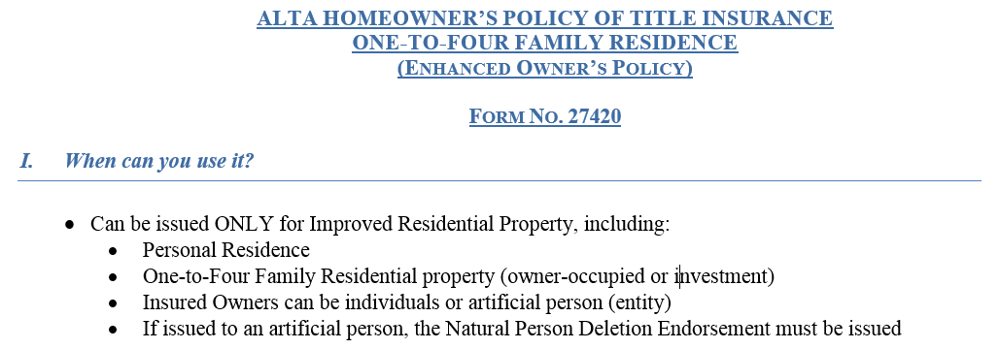 ALTA HOMEOWNER’S POLICY OF TITLE INSURANCE
ONE-TO-FOUR FAMILY RESIDENCE
(ENHANCED OWNER’S POLICY)
FORM NO. 27420
I. When can you use it?
• Can be issued ONLY for Improved Residential Property, including:
• Personal Residence
• One-to-Four Family Residential property (owner-occupied or investment)
• Insured Owners can be individuals or artificial person (entity)
• If issued to an artificial person, the Natural Person Deletion Endorsement must be issued